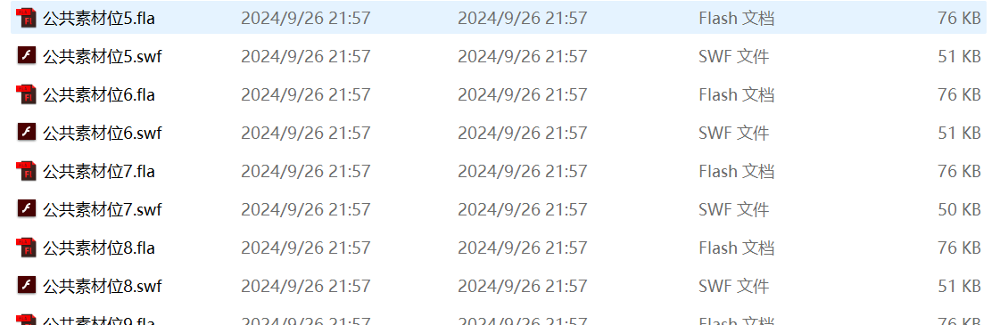 公共素材位5.fla 2024/9/26 21:57 2024/9/26 21:57 Flash 文档 76 KB
公共素材位5.swf 2024/9/26 21:57 2024/9/26 21:57 SWF 文件 51 KB
公共素材位6.fla 2024/9/26 21:57 2024/9/26 21:57 Flash 文档 76 KB
公共素材位6.swf 2024/9/26 21:57 2024/9/26 21:57 SWF 文件 51 KB
公共素材位7.fla 2024/9/26 21:57 2024/9/26 21:57 Flash 文档 76 KB
公共素材位7.swf 2024/9/26 21:57 2024/9/26 21:57 SWF 文件 50 KB
公共素材位8.fla 2024/9/26 21:57 2024/9/26 21:57 Flash 文档 76 KB
公共素材位8.swf 2024/9/26 21:57 2024/9/26 21:57 SWF 文件 51 KB
公共素材位9.fla 2024/9/26 21:57 2024/9/26 21:57 Flash 文档 76 KB